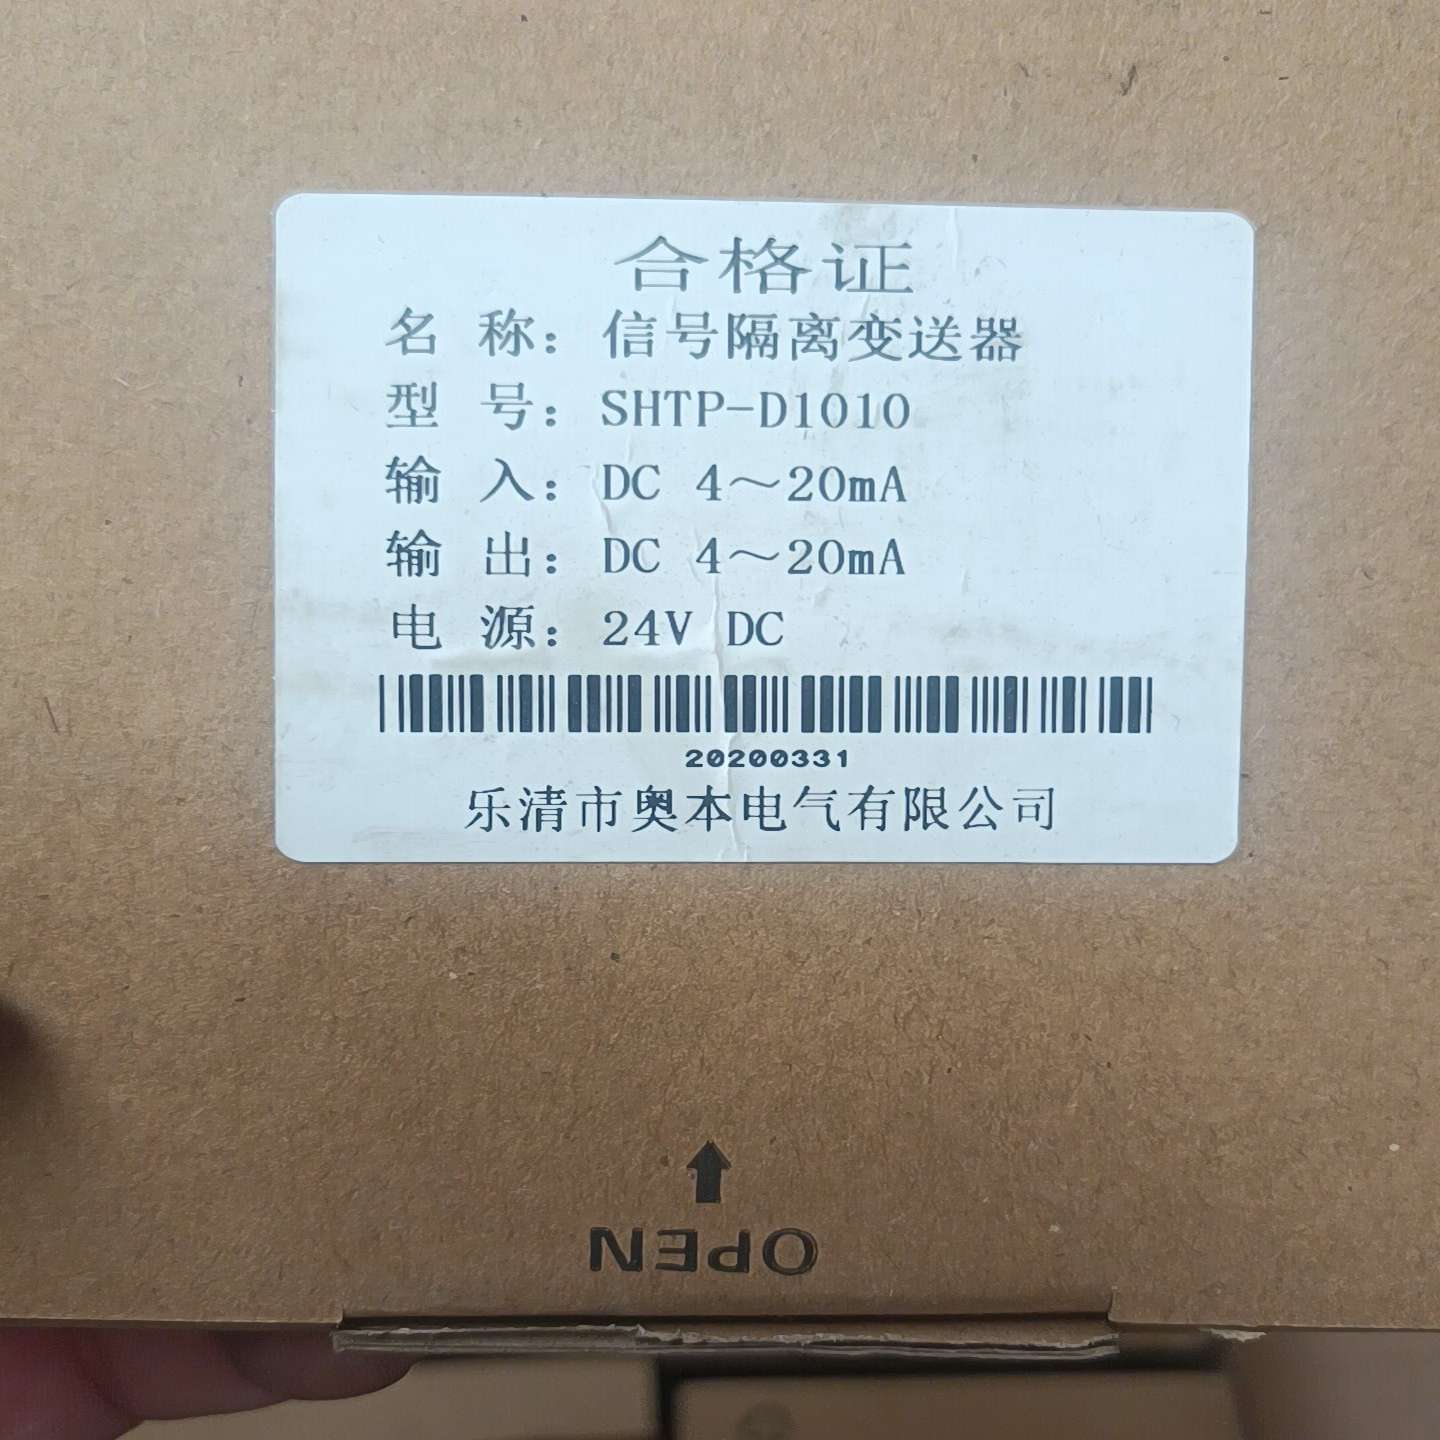 合格证
名 称：信号隔离变送器
型 号：SHTP-D1010
输 入：DC 4～20mA
输 出：DC 4～20mA
电 源：24V DC
20200331
乐清市奥本电气有限公司
OPEN